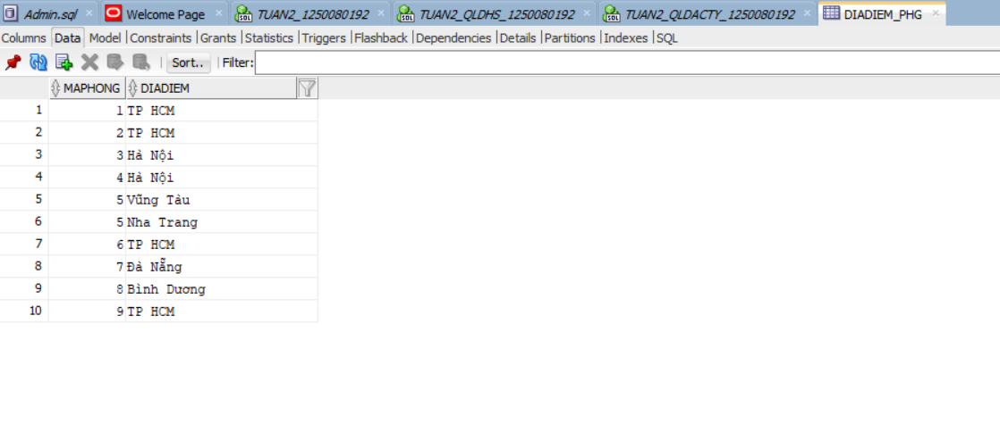 Admin.sql × Welcome Page × TUAN2_1250080192 × TUAN2_QLDHS_1250080192 × TUAN2_QLDACTY_1250080192 × DIADIEM_PHG ×
Columns Data Model Constraints Grants Statistics Triggers Flashback Dependencies Details Partitions Indexes SQL
Sort.. Filter:
MAPHONG DIADIEM
1 1 TP HCM
2 2 TP HCM
3 3 Hà Nội
4 4 Hà Nội
5 5 Vũng Tàu
6 5 Nha Trang
7 6 TP HCM
8 7 Đà Nẵng
9 8 Bình Dương
10 9 TP HCM